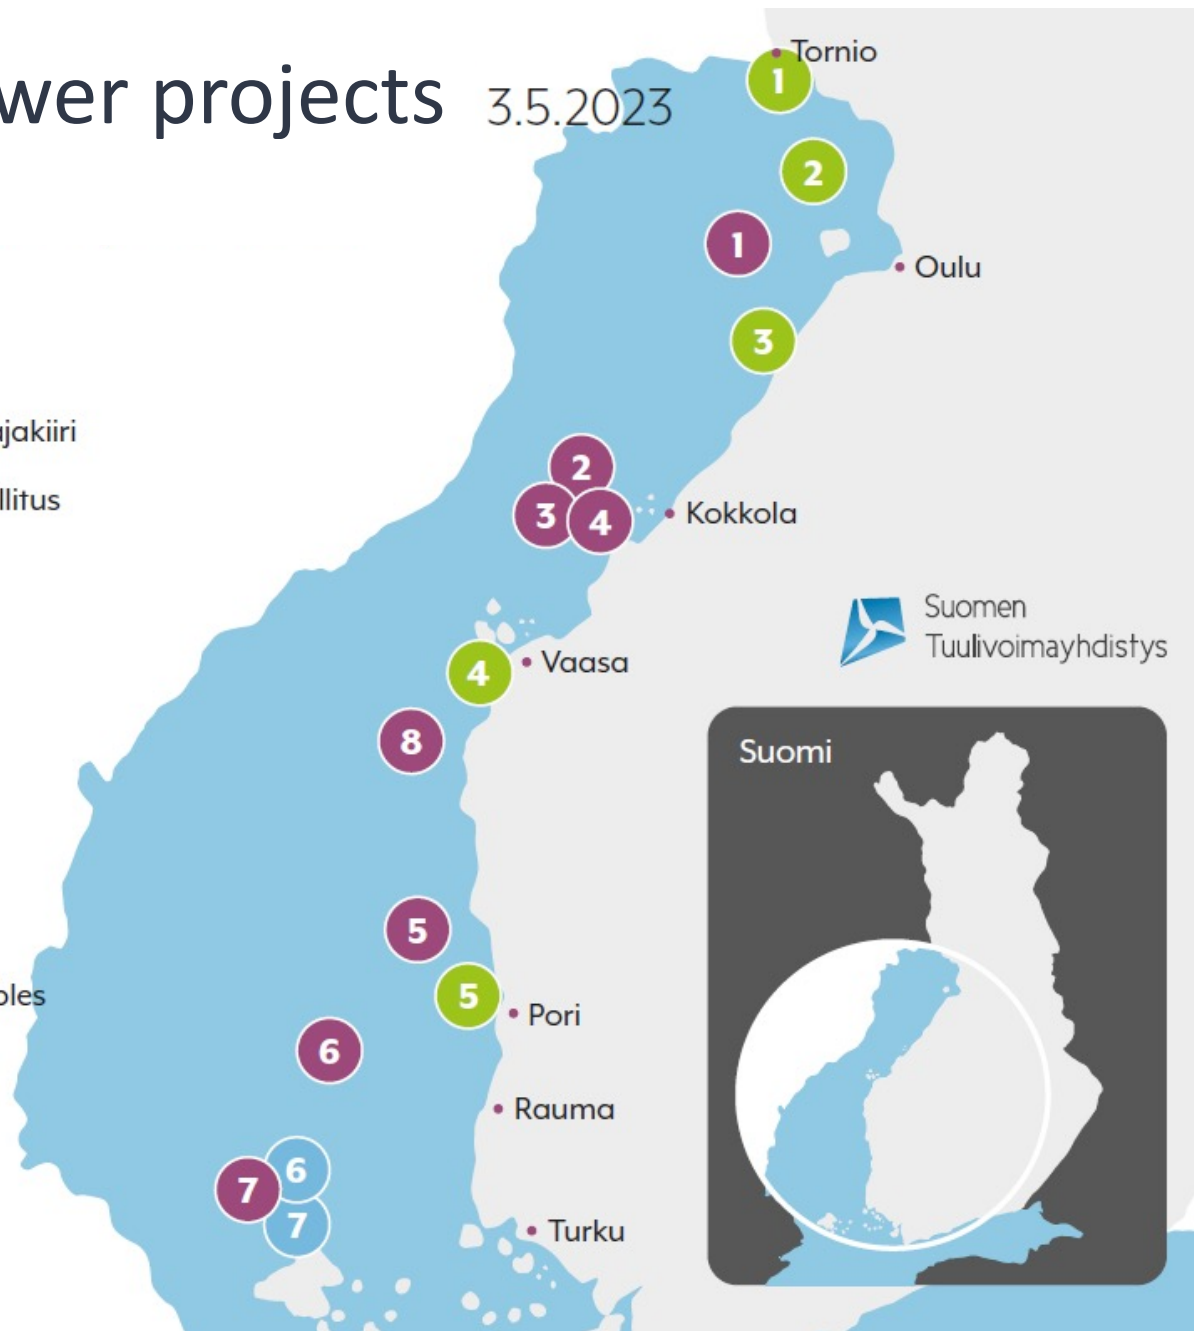 wer projects 3.5.2023
Tornio
1
2
1
Oulu
3
jakiiri
2
llitus
3
4
Kokkola
Suomen
Tuulivoimayhdistys
4
Vaasa
8
Suomi
5
oles
5
Pori
6
Rauma
6
7
7
Turku